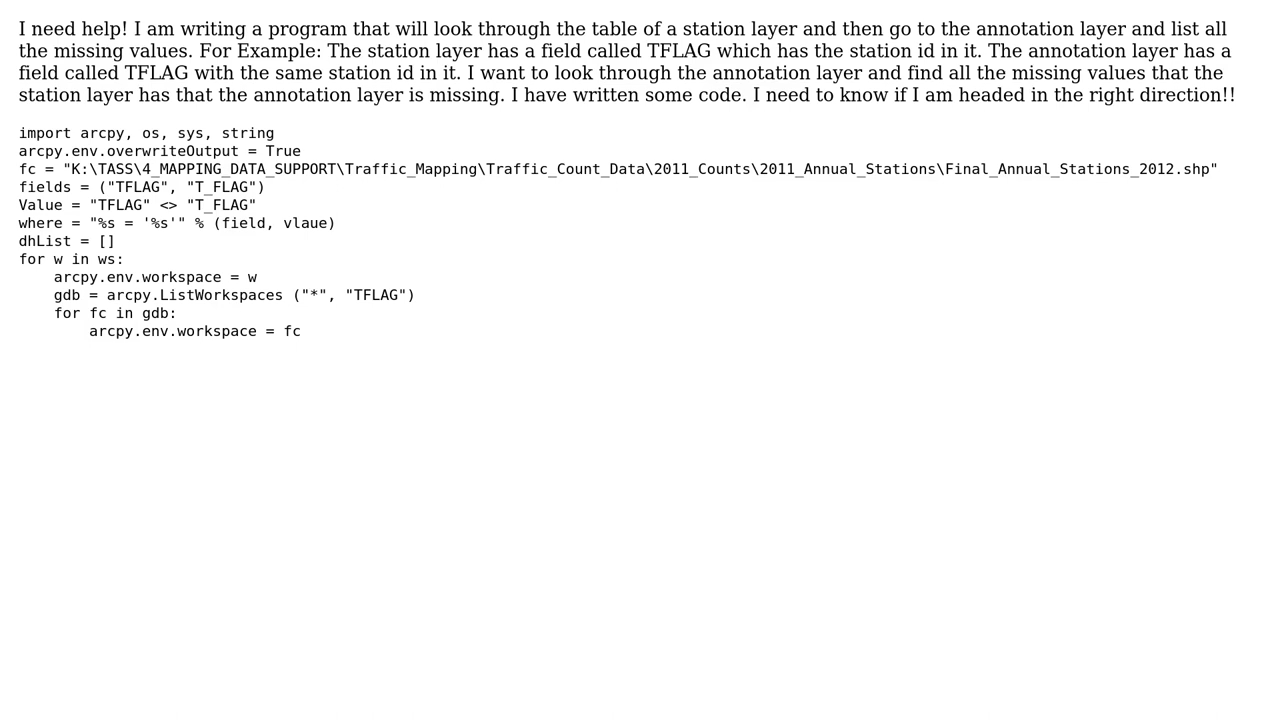 I need help! I am writing a program that will look through the table of a station layer and then go to the annotation layer and list all
the missing values. For Example: The station layer has a field called TFLAG which has the station id in it. The annotation layer has a
field called TFLAG with the same station id in it. I want to look through the annotation layer and find all the missing values that the
station layer has that the annotation layer is missing. I have written some code. I need to know if I am headed in the right direction!!
import arcpy, os, sys, string
arcpy.env.overwriteOutput = True
fc = "K:\TASS\4_MAPPING_DATA_SUPPORT\Traffic_Mapping\Traffic_Count_Data\2011_Counts\2011_Annual_Stations\Final_Annual_Stations_2012.shp"
fields = ("TFLAG", "T_FLAG")
Value = "TFLAG" <> "T_FLAG"
where = "%s = '%s'" % (field, vlaue)
dhList = []
for w in ws:
    arcpy.env.workspace = w
    gdb = arcpy.ListWorkspaces ("*", "TFLAG")
    for fc in gdb:
        arcpy.env.workspace = fc